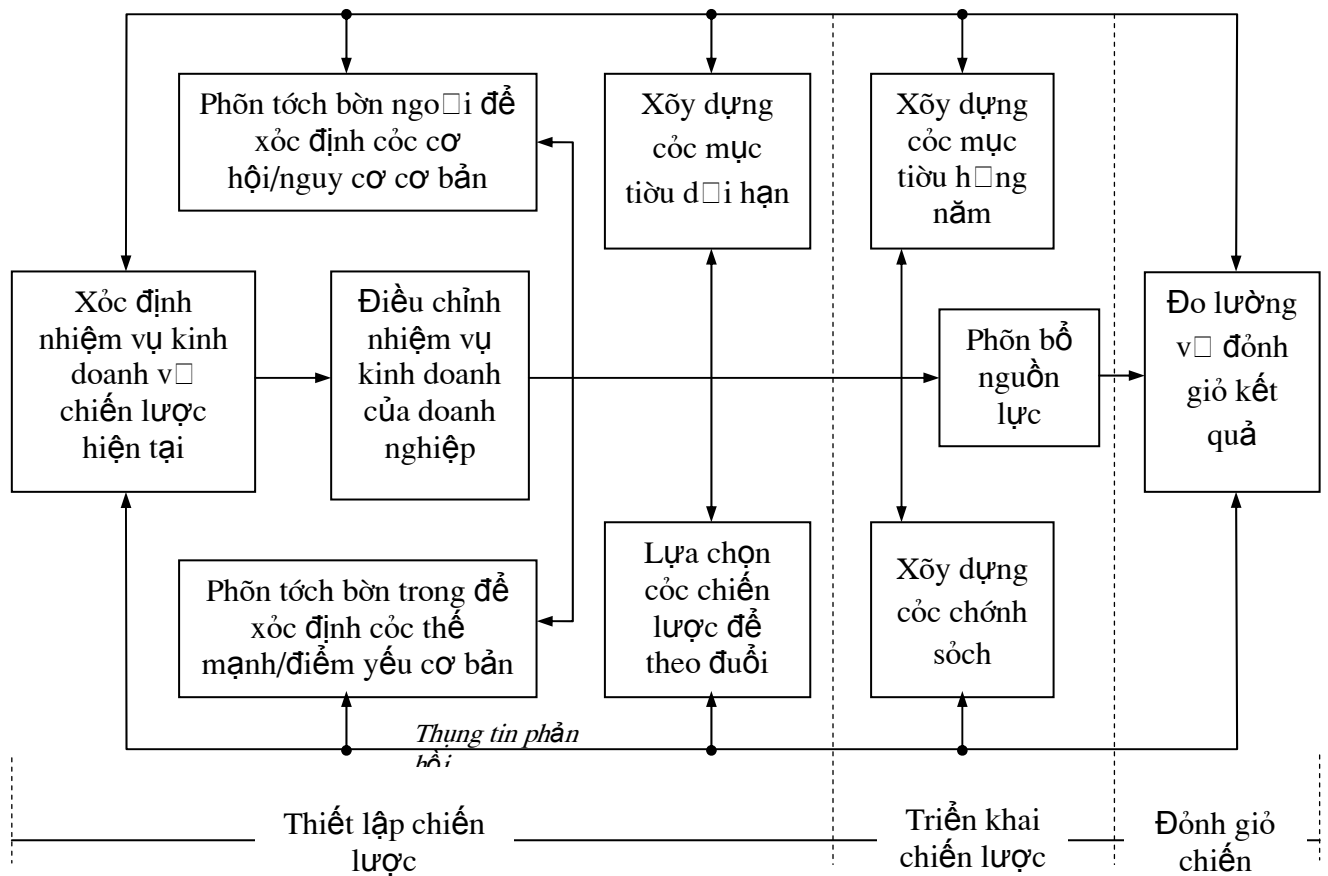 Phõn tớch bờn ngo□i để
xỏc định cỏc cơ
hội/nguy cơ cơ bản
Xõy dựng
cỏc mục
tiờu d□i hạn
Xõy dựng
cỏc mục
tiờu h□ng
năm
Xỏc định
nhiệm vụ kinh
doanh v□
chiến lược
hiện tại
Điều chỉnh
nhiệm vụ
kinh doanh
của doanh
nghiệp
Phõn bổ
nguồn
lực
Đo lường
v□ đỏnh
giỏ kết
quả
Phõn tớch bờn trong để
xỏc định cỏc thế
mạnh/điểm yếu cơ bản
Lựa chọn
cỏc chiến
lược để
theo đuổi
Xõy dựng
cỏc chớnh
sỏch
Thụng tin phản
hồi
Thiết lập chiến
lược
Triển khai
chiến lược
Đỏnh giỏ
chiến